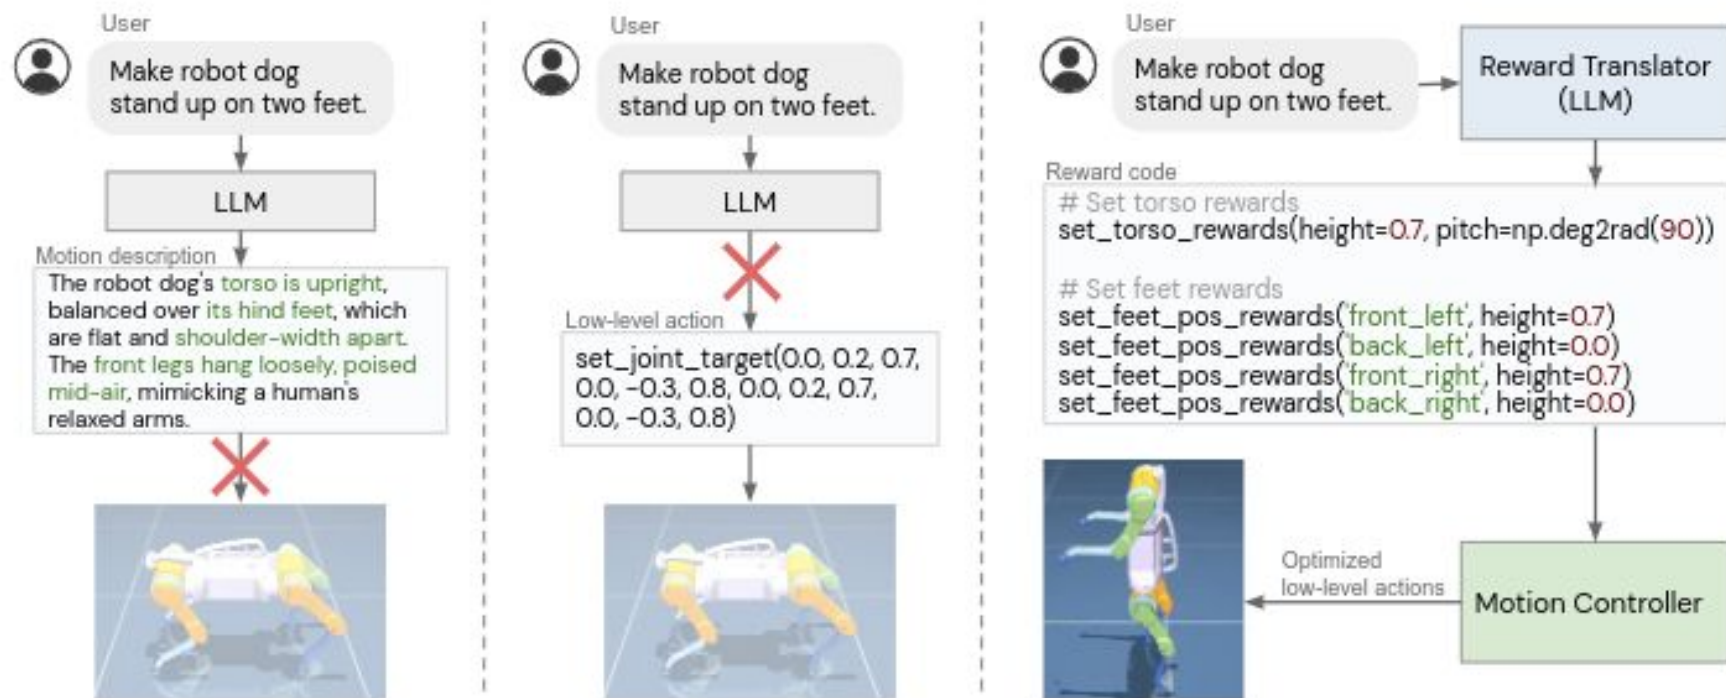 User
Make robot dog
stand up on two feet.
LLM
Motion description
The robot dog's torso is upright,
balanced over its hind feet, which
are flat and shoulder-width apart.
The front legs hang loosely, poised
mid-air, mimicking a human's
relaxed arms.
User
Make robot dog
stand up on two feet.
LLM
Low-level action
set_joint_target(0.0, 0.2, 0.7,
0.0, -0.3, 0.8, 0.0, 0.2, 0.7,
0.0, -0.3, 0.8)
User
Make robot dog
stand up on two feet.
Reward Translator
(LLM)
Reward code
# Set torso rewards
set_torso_rewards(height=0.7, pitch=np.deg2rad(90))
# Set feet rewards
set_feet_pos_rewards('front_left', height=0.7)
set_feet_pos_rewards('back_left', height=0.0)
set_feet_pos_rewards('front_right', height=0.7)
set_feet_pos_rewards('back_right', height=0.0)
Optimized
low-level actions
Motion Controller